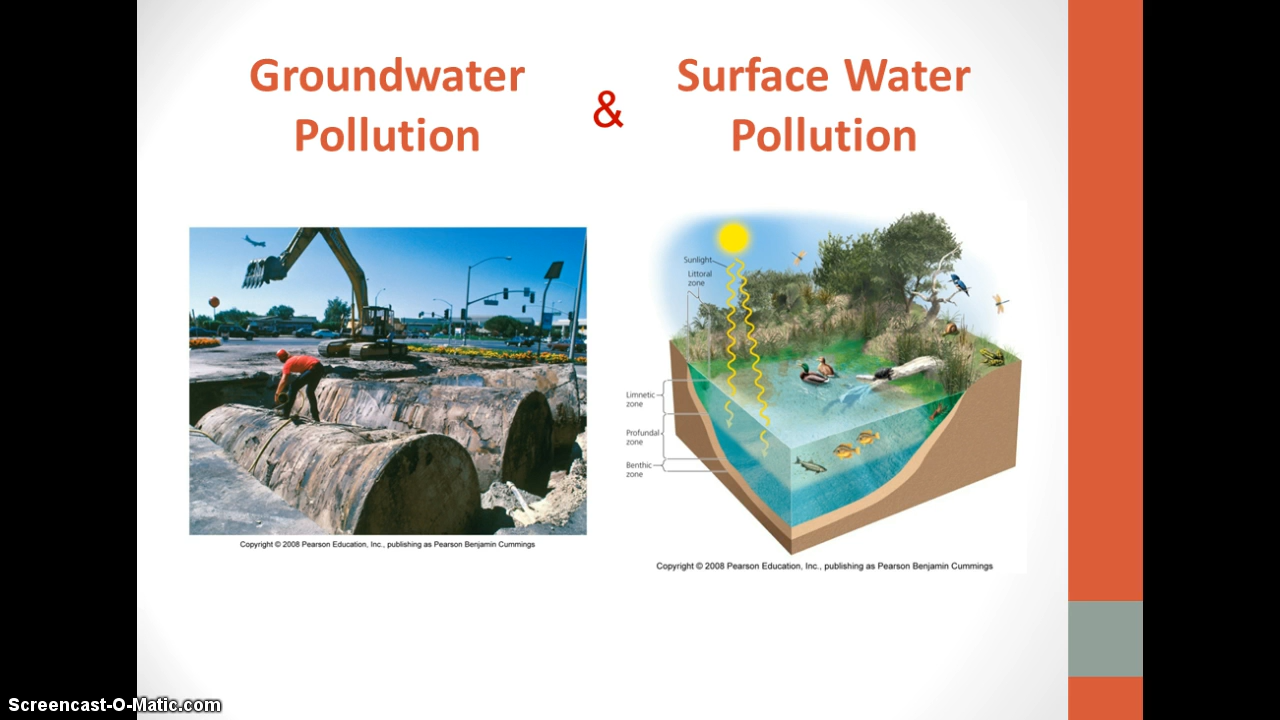 Groundwater
Pollution
&
Surface Water
Pollution
Sunlight
Littoral
zone
Limnetic
zone
Profundal
zone
Benthic
zone
Copyright © 2008 Pearson Education, Inc., publishing as Pearson Benjamin Cummings
Copyright © 2008 Pearson Education, Inc., publishing as Pearson Benjamin Cummings
Screencast-O-Matic.com